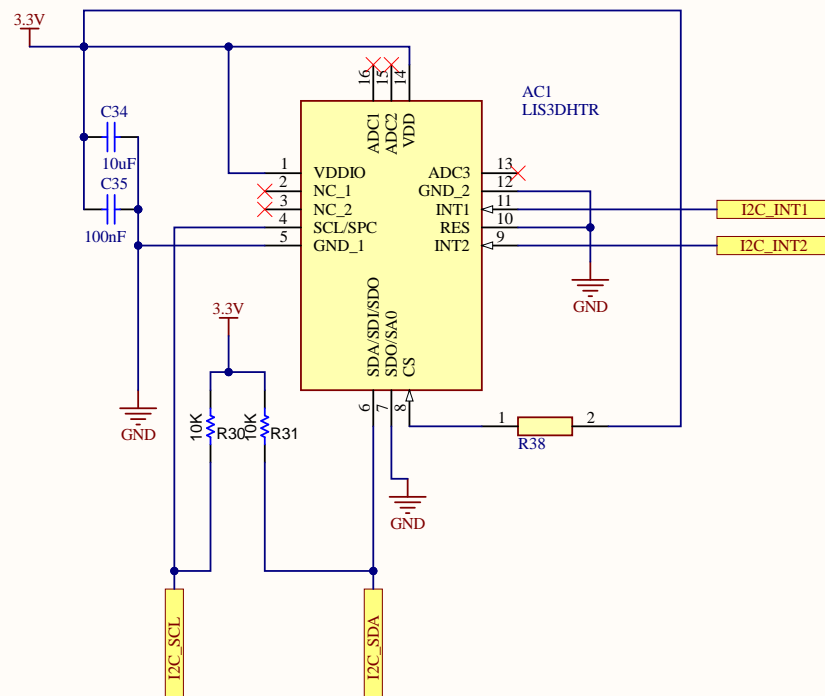 3.3V
C34
10uF
C35
100nF
AC1
LIS3DHTR
16
15
14
ADC1
ADC2
VDD
1
VDDIO
2
NC_1
3
NC_2
4
SCL/SPC
5
GND_1
13
ADC3
12
GND_2
11
INT1
10
RES
9
INT2
I2C_INT1
I2C_INT2
GND
SDA/SDI/SDO
SDO/SA0
CS
6
7
8
3.3V
GND
10K
R30
10K
R31
1
2
R38
GND
I2C_SCL
I2C_SDA